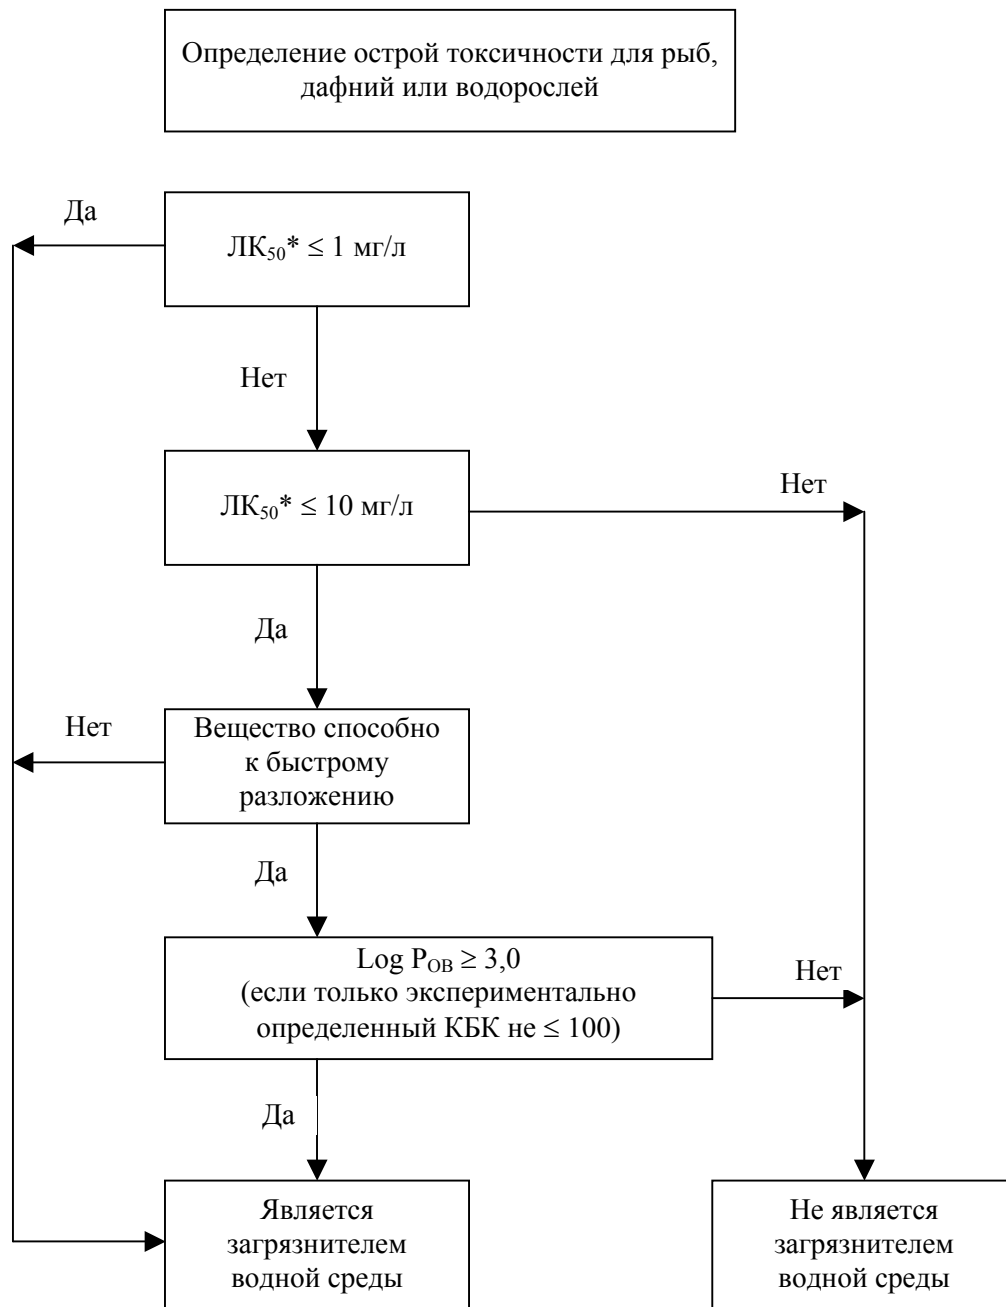 Определение острой токсичности для рыб,
дафний или водорослей
Да
ЛК50* ≤ 1 мг/л
Нет
ЛК50* ≤ 10 мг/л
Нет
Да
Нет
Вещество способно
к быстрому
разложению
Да
Log PОВ ≥ 3,0
(если только экспериментально
определенный КБК не ≤ 100)
Нет
Да
Является
загрязнителем
водной среды
Не является
загрязнителем
водной среды